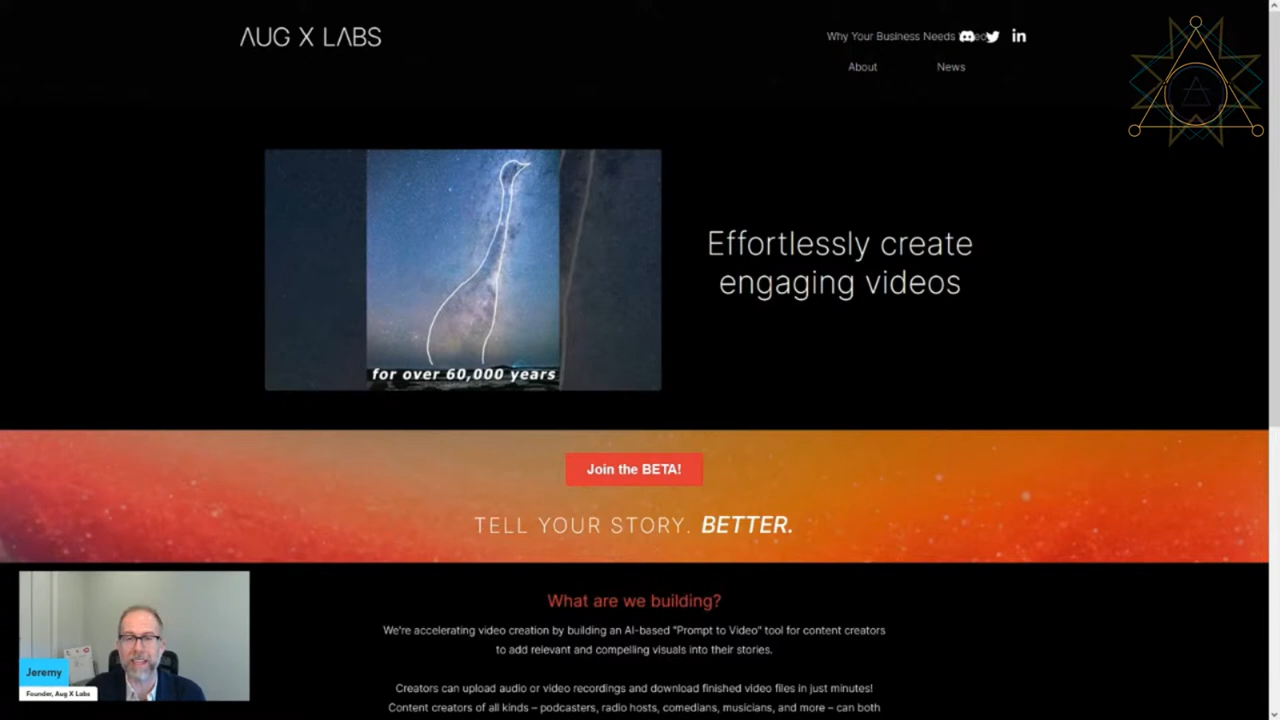 AUG X LABS
Why Your Business Needs
About
News
for over 60,000 years
Effortlessly create
engaging videos
Join the BETA!
TELL YOUR STORY. BETTER.
What are we building?
We're accelerating video creation by building an AI-based "Prompt to Video" tool for content creators
to add relevant and compelling visuals into their stories.
Creators can upload audio or video recordings and download finished video files in just minutes!
Content creators of all kinds – podcasters, radio hosts, comedians, musicians, and more – can both
Jeremy
Founder, Aug X Labs